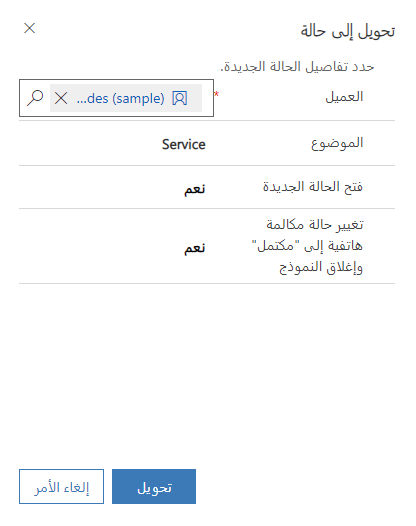 تحويل إلى حالة
حدد تفاصيل الحالة الجديدة.
العميل *
...des (sample)
الموضوع
Service
فتح الحالة الجديدة
نعم
تغيير حالة مكالمة
هاتفية إلى "مكتمل"
وإغلاق النموذج
نعم
تحويل
إلغاء الأمر